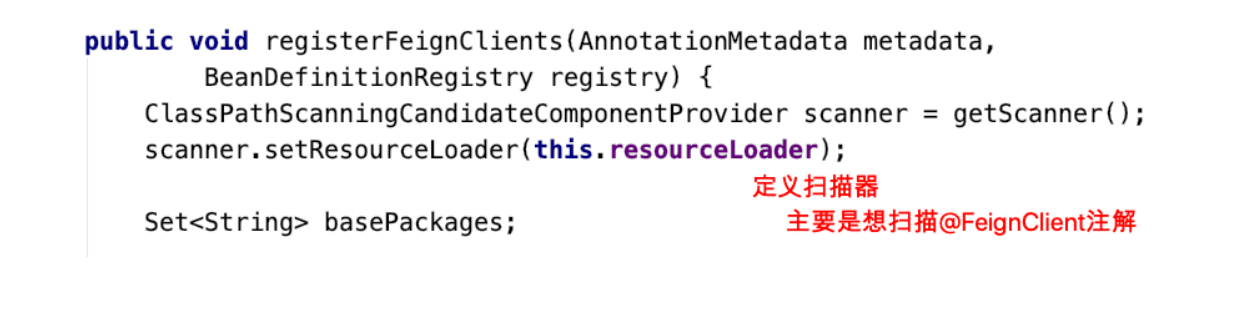 public void registerFeignClients(AnnotationMetadata metadata,
BeanDefinitionRegistry registry) {
ClassPathScanningCandidateComponentProvider scanner = getScanner();
scanner.setResourceLoader(this.resourceLoader);
定义扫描器
Set<String> basePackages;
主要是想扫描@FeignClient注解